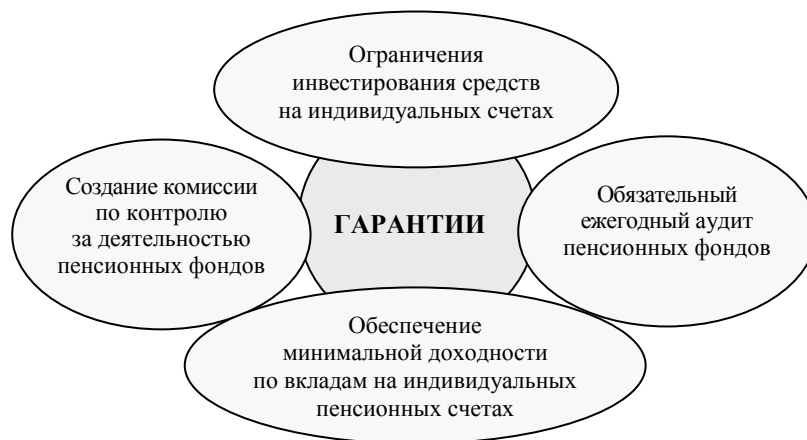 Ограничения
инвестирования средств
на индивидуальных счетах
Создание комиссии
по контролю
за деятельностью
пенсионных фондов
ГАРАНТИИ
Обязательный
ежегодный аудит
пенсионных фондов
Обеспечение
минимальной доходности
по вкладам на индивидуальных
пенсионных счетах